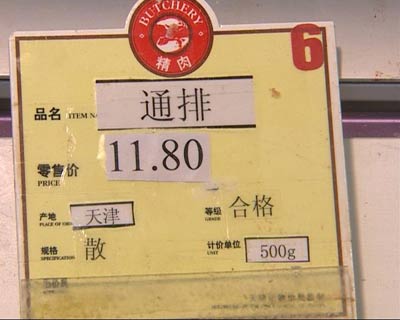 BUTCHERY
精肉
6
品名 ITEM NA
通排
零售价 11.80
PRICE
产地 天津 等级 合格
PLACE OF GRADE
规格 散 计价单位 500g
SPECIFICATION UNIT